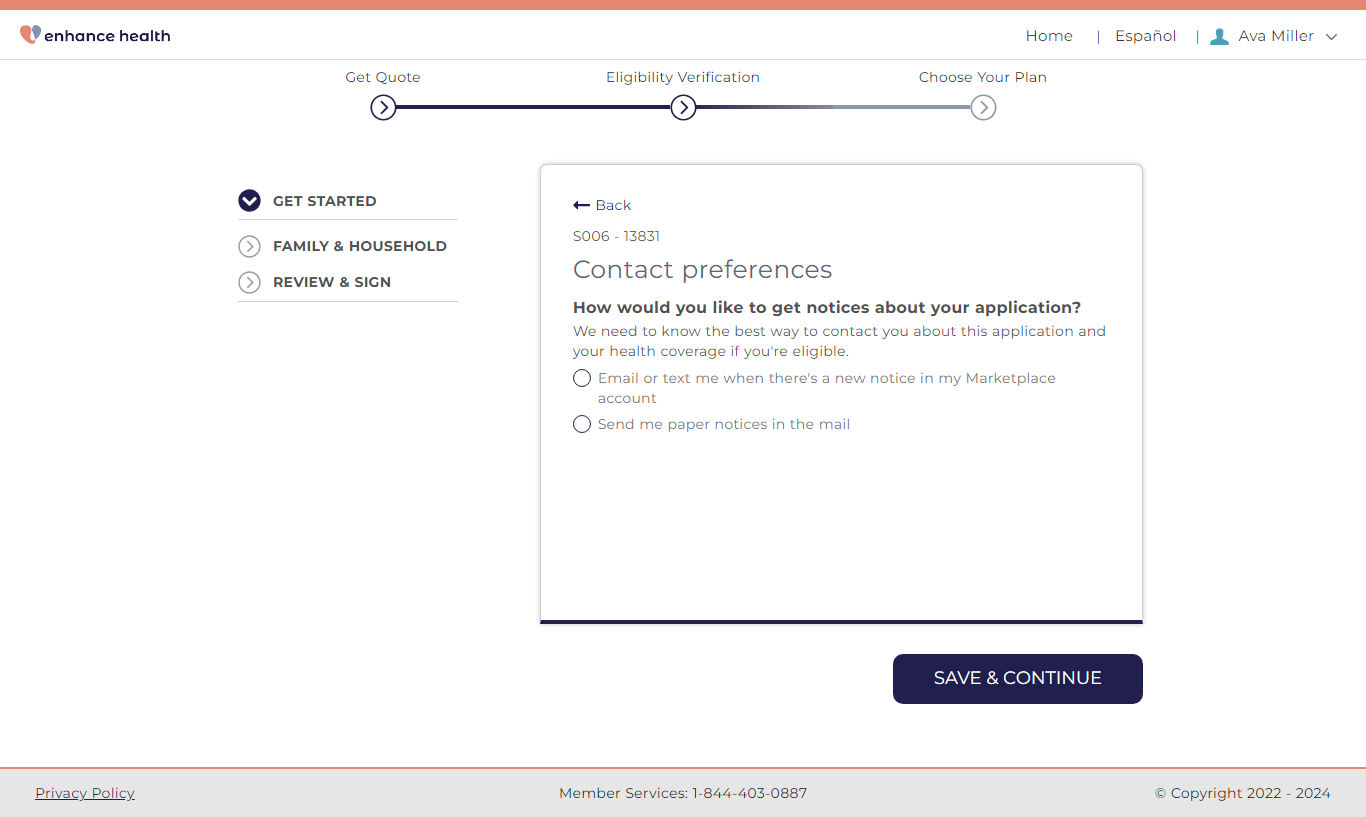 enhance health
Home | Español | Ava Miller
Get Quote
Eligibility Verification
Choose Your Plan
GET STARTED
FAMILY & HOUSEHOLD
REVIEW & SIGN
Back
S006 - 13831
Contact preferences
How would you like to get notices about your application?
We need to know the best way to contact you about this application and
your health coverage if you're eligible.
Email or text me when there's a new notice in my Marketplace
account
Send me paper notices in the mail
SAVE & CONTINUE
Privacy Policy
Member Services: 1-844-403-0887
© Copyright 2022 - 2024